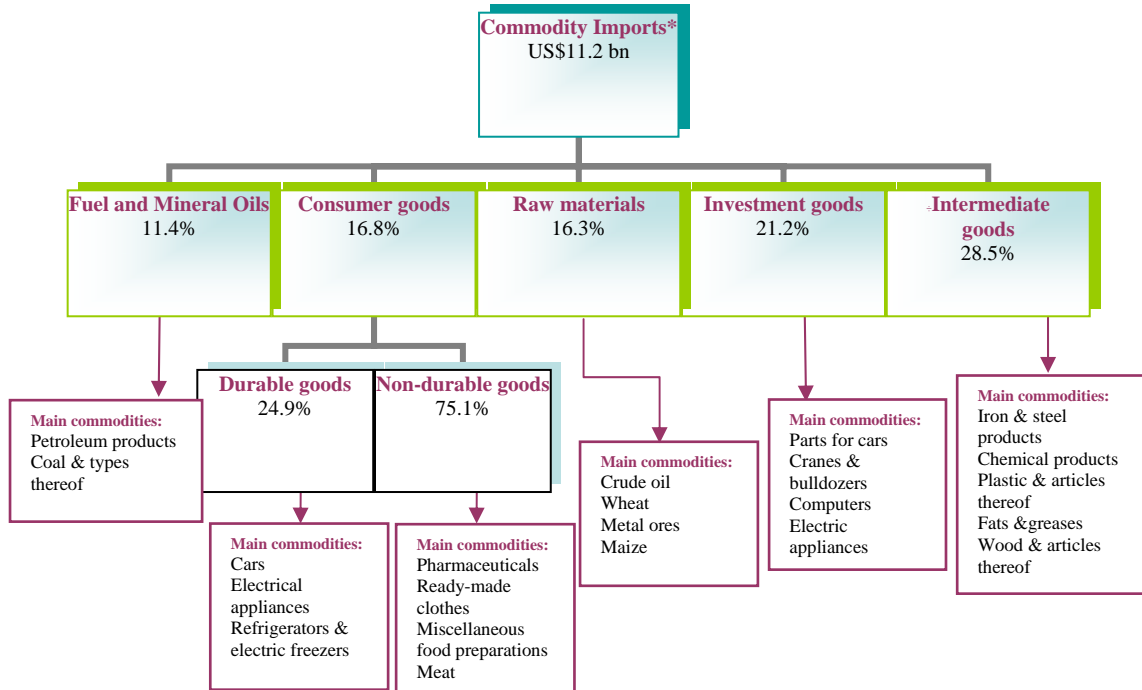 Commodity Imports*
US$11.2 bn
Fuel and Mineral Oils
11.4%
Consumer goods
16.8%
Raw materials
16.3%
Investment goods
21.2%
÷Intermediate
goods
28.5%
Durable goods
24.9%
Non-durable goods
75.1%
Main commodities:
Petroleum products
Coal & types
thereof
Main commodities:
Cars
Electrical
appliances
Refrigerators &
electric freezers
Main commodities:
Pharmaceuticals
Ready-made
clothes
Miscellaneous
food preparations
Meat
Main commodities:
Crude oil
Wheat
Metal ores
Maize
Main commodities:
Parts for cars
Cranes &
bulldozers
Computers
Electric
appliances
Main commodities:
Iron & steel
products
Chemical products
Plastic & articles
thereof
Fats &greases
Wood & articles
thereof